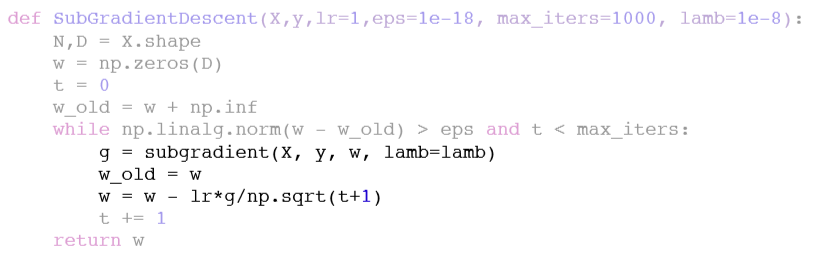 def SubGradientDescent(X,y,lr=1,eps=1e-18, max_iters=1000, lamb=1e-8):
    N,D = X.shape
    w = np.zeros(D)
    t = 0
    w_old = w + np.inf
    while np.linalg.norm(w - w_old) > eps and t < max_iters:
        g = subgradient(X, y, w, lamb=lamb)
        w_old = w
        w = w - lr*g/np.sqrt(t+1)
        t += 1
    return w